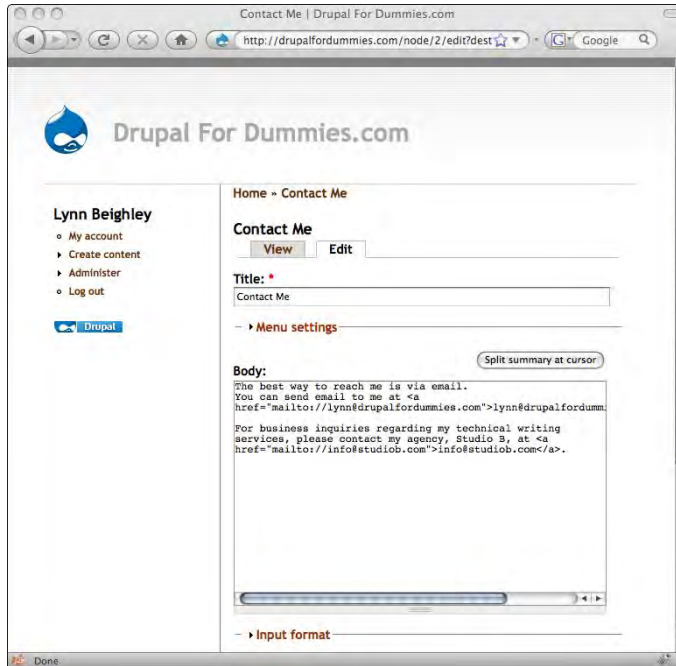 Contact Me | Drupal For Dummies.com
http://drupalfordummies.com/node/2/edit?dest
G Google
Drupal For Dummies.com
Home » Contact Me
Lynn Beighley
My account
Create content
Administer
Log out
Drupal
Contact Me
View Edit
Title: *
Contact Me
Menu settings
Split summary at cursor
Body:
The best way to reach me is via email.
You can send email to me at <a
href="mailto://lynn@drupalfordummies.com">lynn@drupalfordummi
For business inquiries regarding my technical writing
services, please contact my agency, Studio B, at <a
href="mailto://info@studiob.com">info@studiob.com</a>.
Input format
Done